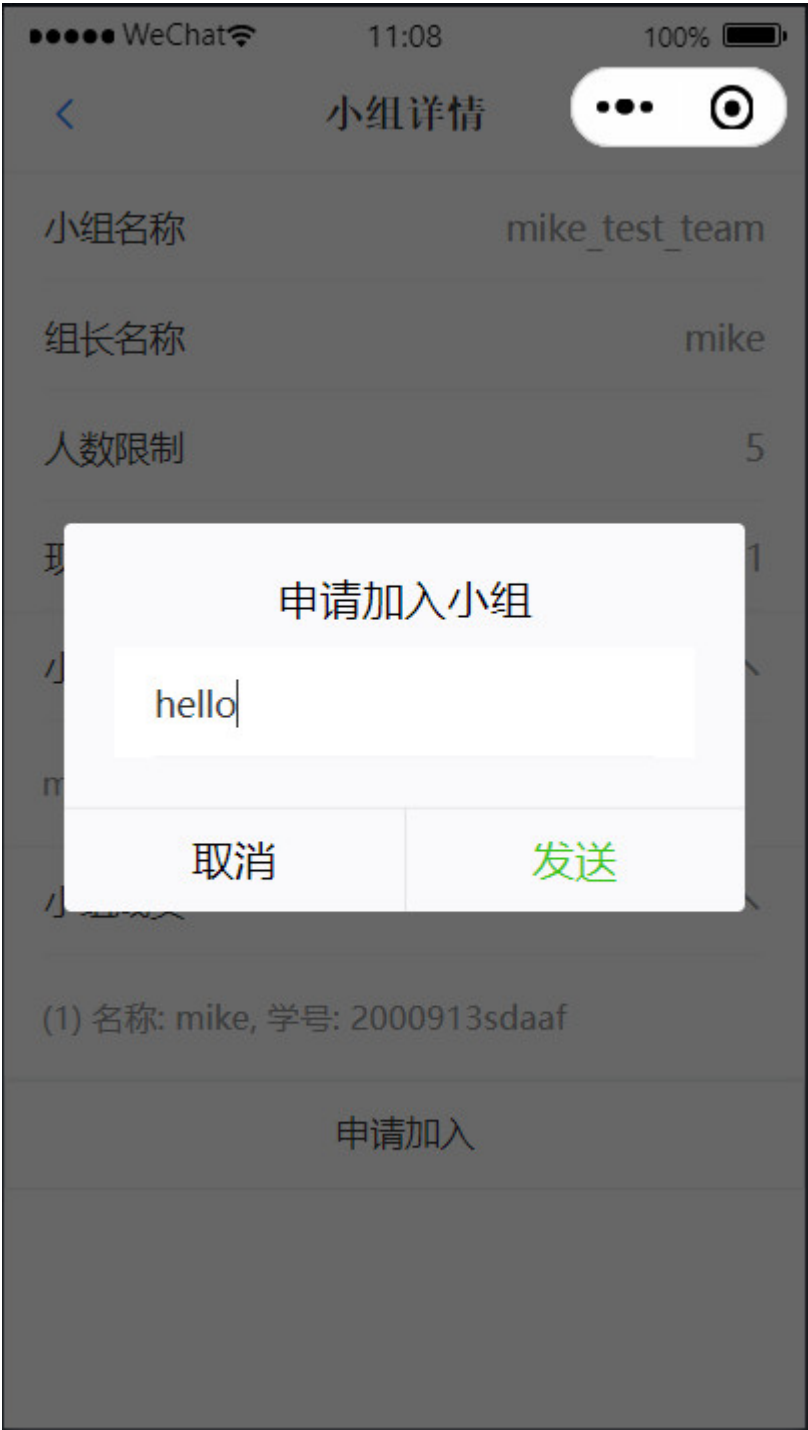 WeChat 11:08 100%
小组详情
小组名称 mike_test_team
组长名称 mike
人数限制 5
1
申请加入小组
hello
取消 发送
(1) 名称: mike, 学号: 2000913sdaaf
申请加入